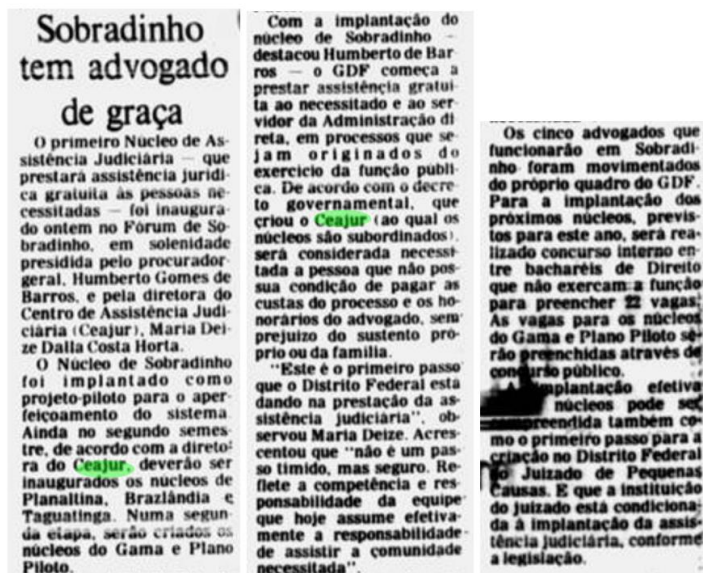 Sobradinho
tem advogado
de graça
O primeiro Núcleo de As-
sistência Judiciária — que
prestará assistência jurídi-
ca gratuita às pessoas ne-
cessitadas — foi inaugura-
do ontem no Fórum de So-
bradinho, em solenidade
presidida pelo procurador-
geral, Humberto Gomes de
Barros, e pela diretora do
Centro de Assistência Judi-
ciária (Ceajur), Maria Dei-
ze Dalla Costa Horta.
O Núcleo de Sobradinho
foi implantado como
projeto-piloto para o aper-
feiçoamento do sistema.
Ainda no segundo semes-
tre, de acordo com a direto-
ra do Ceajur, deverão ser
inaugurados os núcleos de
Planaltina, Brazlândia e
Taguatinga. Numa segun-
da etapa, serão criados os
núcleos do Gama e Plano
Piloto.
Com a implantação do
núcleo de Sobradinho —
destacou Humberto de Bar-
ros — o GDF começa a
prestar assistência gratui-
ta ao necessitado e ao ser-
vidor da Administração di-
reta, em processos que se-
jam originados do
exercício da função públi-
ca. De acordo com o decre-
to governamental, que
criou o Ceajur (ao qual os
núcleos são subordinados),
será considerada necessi-
tada a pessoa que não pos-
sua condição de pagar as
custas do processo e os ho-
norários do advogado, sem
prejuízo do sustento pró-
prio ou da família.
"Este é o primeiro passo
que o Distrito Federal está
dando na prestação da as-
sistência judiciária", ob-
servou Maria Deize. Acres-
centou que "não é um pas-
so tímido, mas seguro. Re-
flete a competência e res-
ponsabilidade da equipe
que hoje assume efetiva-
mente a responsabilidade
de assistir a comunidade
necessitada".
Os cinco advogados que
funcionarão em Sobradi-
nho foram movimentados
do próprio quadro do GDF.
Para a implantação dos
próximos núcleos, previs-
tos para este ano, será rea-
lizado concurso interno en-
tre bacharéis de Direito
que não exercam a função
para preencher 22 vagas.
As vagas para os núcleos
do Gama e Plano Piloto se-
rão preenchidas através de
concurso público.
A implantação efetiva
núcleos pode ser
compreendida também co-
mo o primeiro passo para a
criação no Distrito Federal
do Juizado de Pequenas
Causas. E que a instituição
do juizado está condiciona-
da à implantação da assis-
tência judiciária, conforme
a legislação.